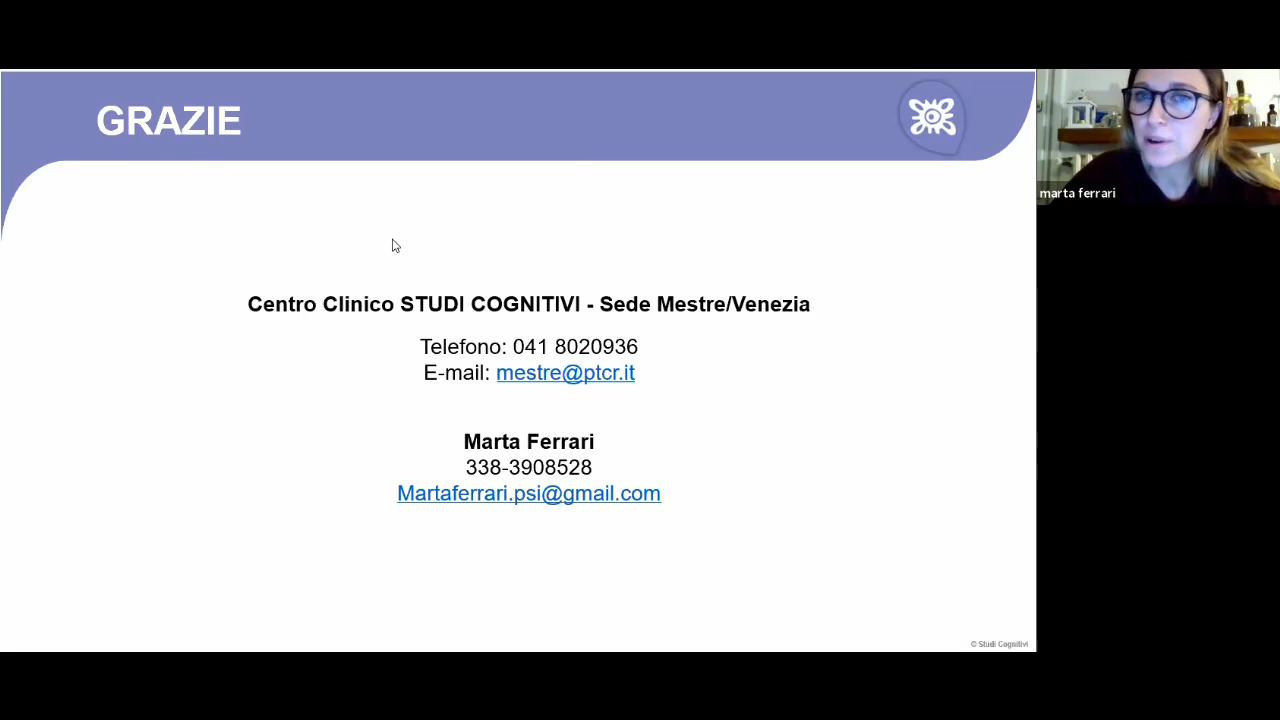 GRAZIE
marta ferrari
Centro Clinico STUDI COGNITIVI - Sede Mestre/Venezia
Telefono: 041 8020936
E-mail: mestre@ptcr.it
Marta Ferrari
338-3908528
Martaferrari.psi@gmail.com
© Studi Cognitivi